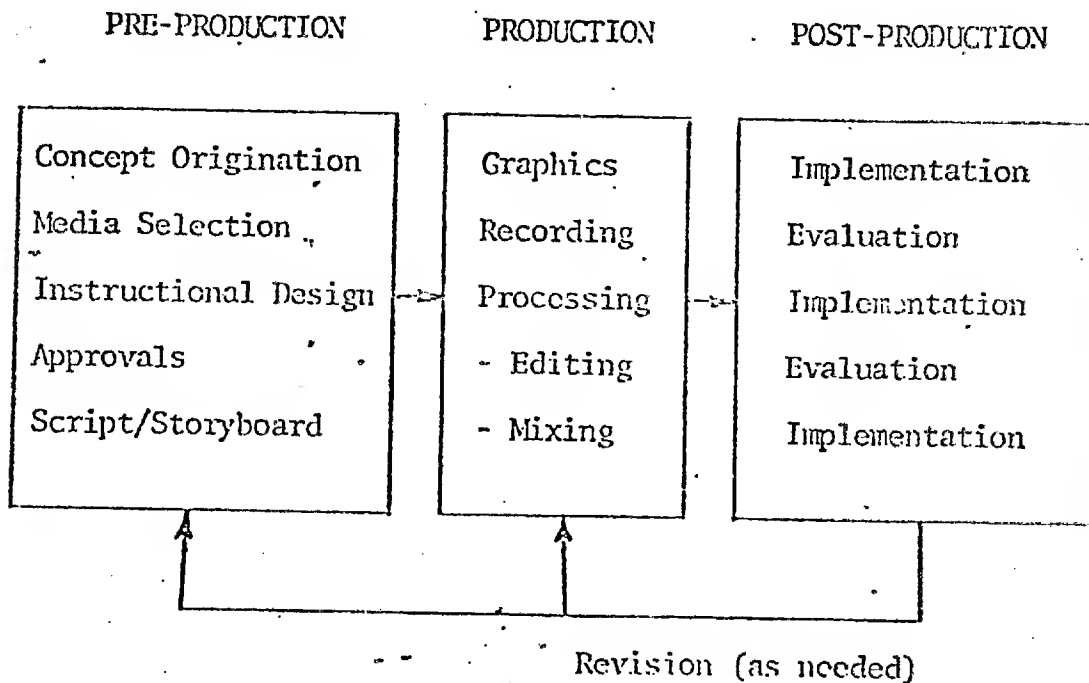 PRE-PRODUCTION
PRODUCTION
POST-PRODUCTION
Concept Origination
Media Selection
Instructional Design
Approvals
Script/Storyboard
Graphics
Recording
Processing
- Editing
- Mixing
Implementation
Evaluation
Implementation
Evaluation
Implementation
Revision (as needed)